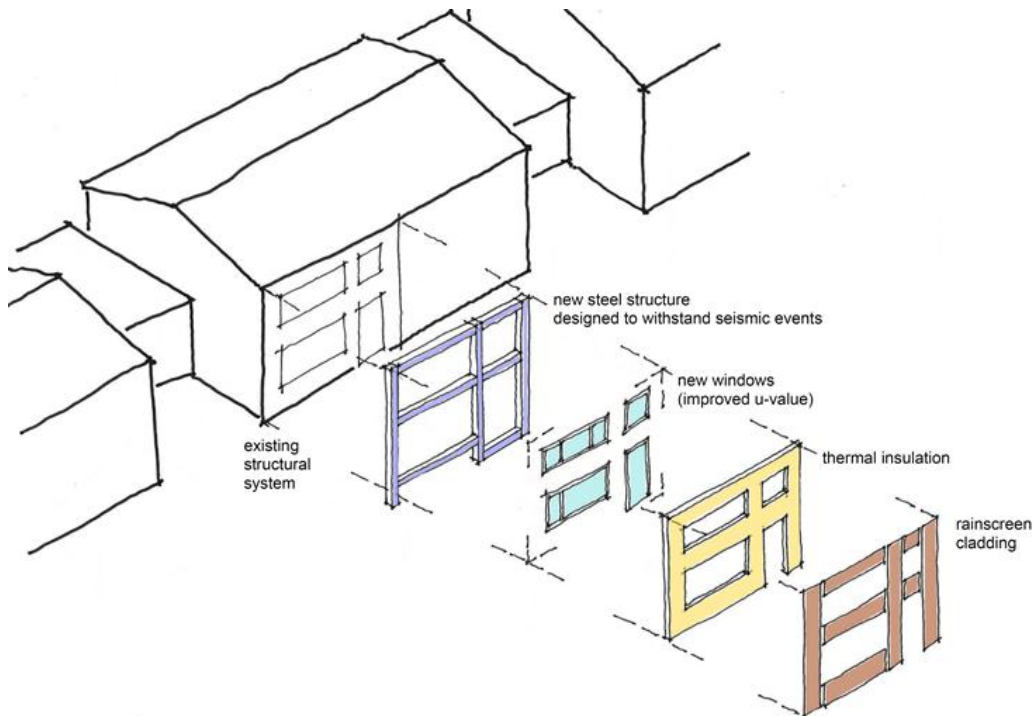 new steel structure
designed to withstand seismic events
new windows
(improved u-value)
existing
structural
system
thermal insulation
rainscreen
cladding